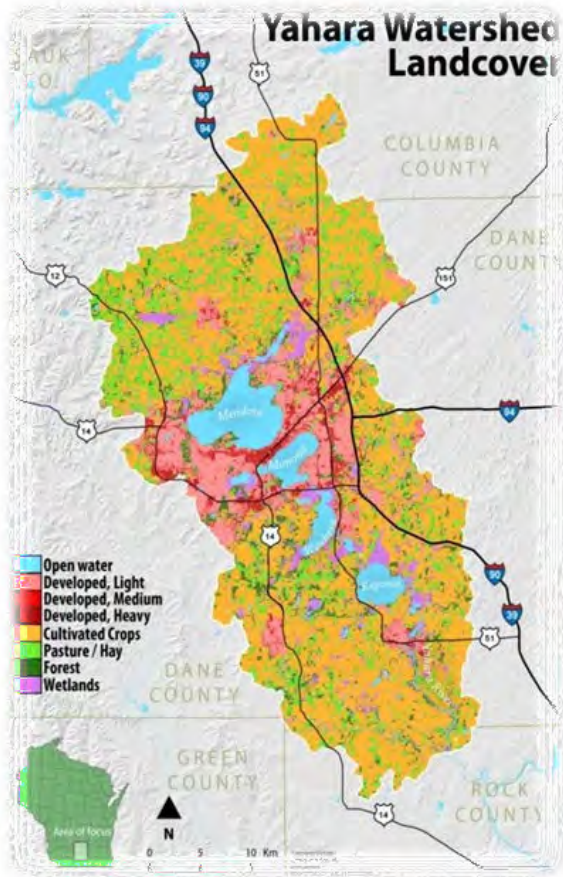 Yahara Watershed
Landcover
AUK
O.
39
90
94
51
COLUMBIA
COUNTY
DANE
COUNTY
12
151
14
94
Mendota
Monona
14
Kegonsa
90
39
51
Open water
Developed, Light
Developed, Medium
Developed, Heavy
Cultivated Crops
Pasture / Hay
Forest
Wetlands
DANE
COUNTY
GREEN
COUNTY
ROCK
COUNTY
14
Area of focus
N
0 5 10 Km